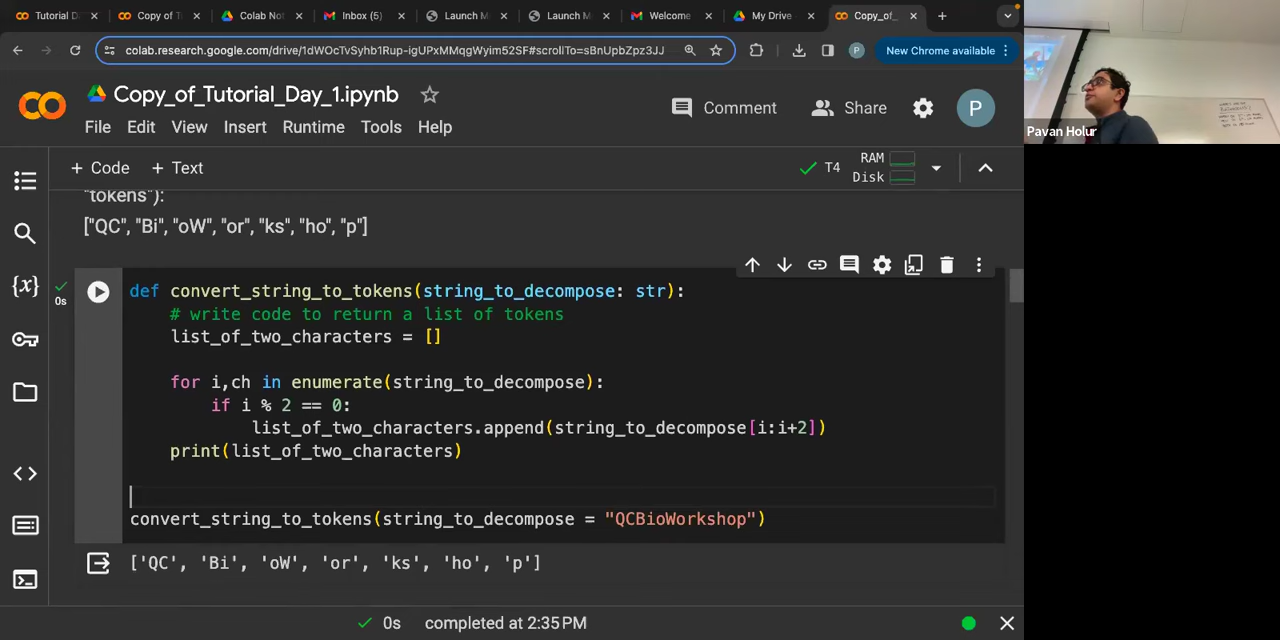 Tutorial D
Copy of T
Colab Not
Inbox (5)
Launch M
Launch M
Welcome
My Drive
Copy_of_
colab.research.google.com/drive/1dWOcTvSyhb1Rup-igUPxMMqgWyim52SF#scrollTo=sBnUpbZpz3JJ
P
New Chrome available
Copy_of_Tutorial_Day_1.ipynb
Comment
Share
P
File Edit View Insert Runtime Tools Help
Pavan Holur
+ Code + Text
T4
RAM
Disk
"tokens"):
["QC", "Bi", "oW", "or", "ks", "ho", "p"]
{x}
0s
def convert_string_to_tokens(string_to_decompose: str):
# write code to return a list of tokens
list_of_two_characters = []
for i,ch in enumerate(string_to_decompose):
if i % 2 == 0:
list_of_two_characters.append(string_to_decompose[i:i+2])
print(list_of_two_characters)
convert_string_to_tokens(string_to_decompose = "QCBioWorkshop")
['QC', 'Bi', 'oW', 'or', 'ks', 'ho', 'p']
0s completed at 2:35 PM